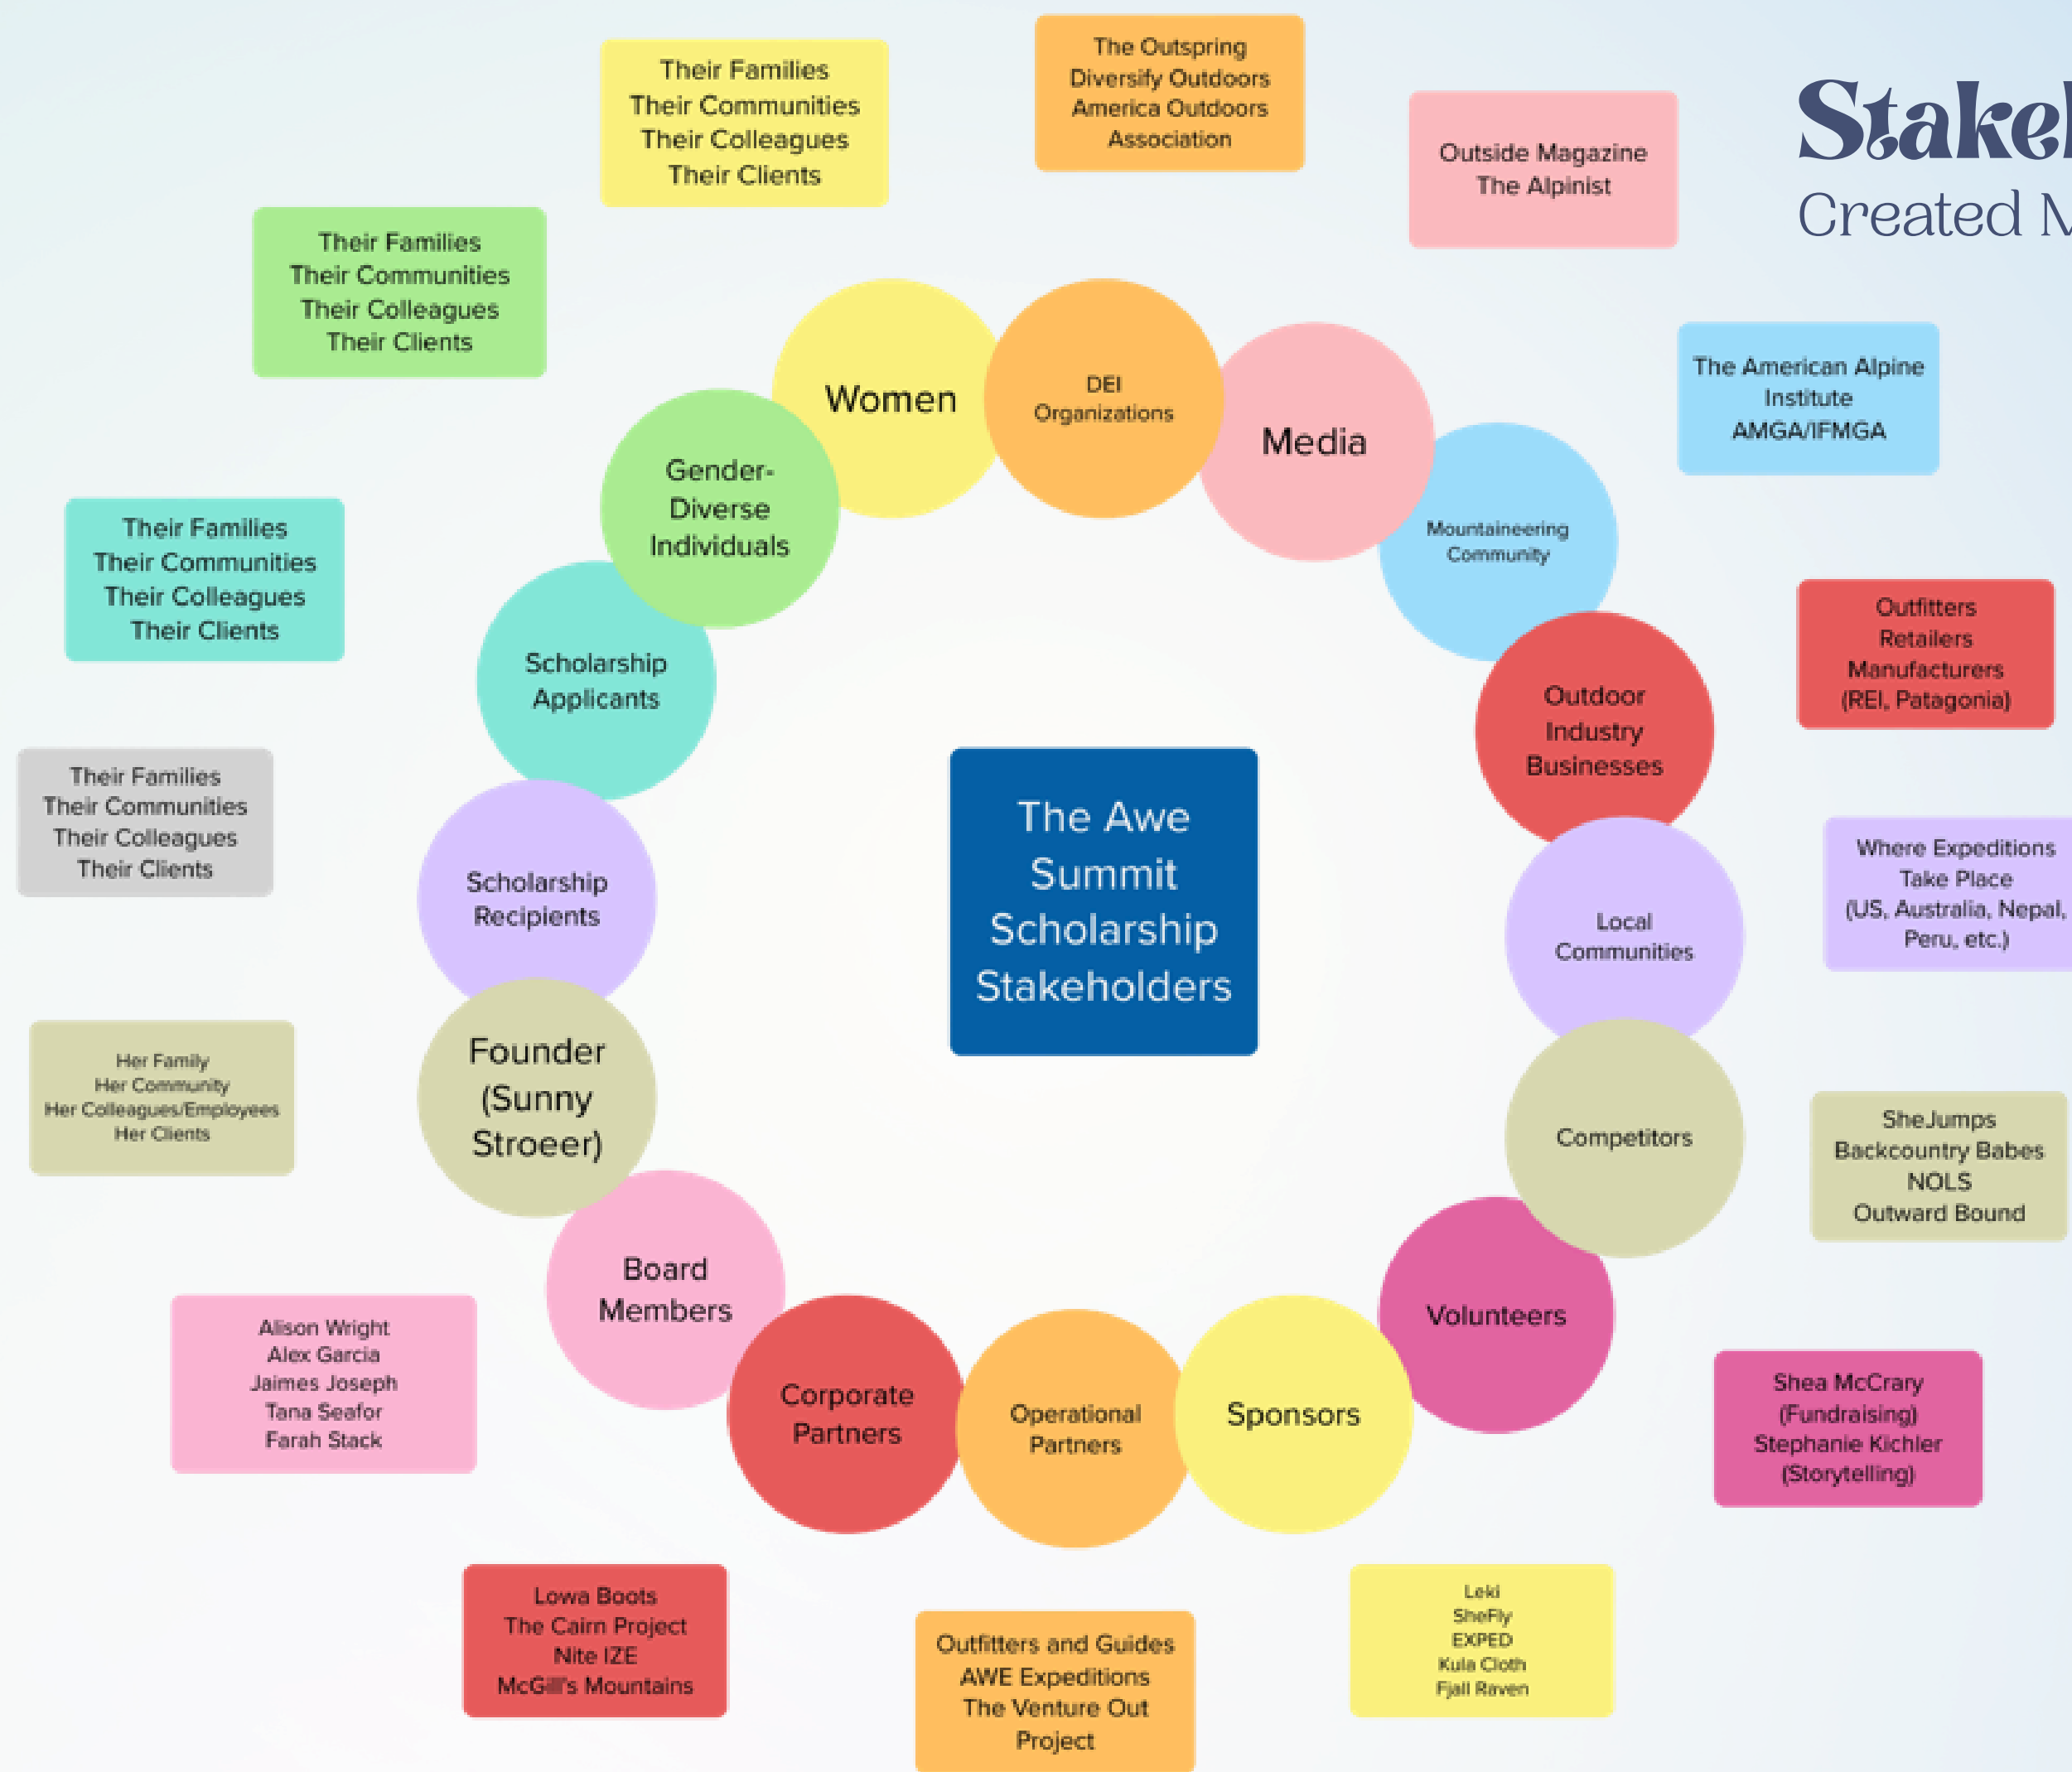 Their Families
Their Communities
Their Colleagues
Their Clients
The Outspring
Diversify Outdoors
America Outdoors
Association
Outside Magazine
The Alpinist
Stakel
Created M
Their Families
Their Communities
Their Colleagues
Their Clients
Women
DEI
Organizations
Media
The American Alpine
Institute
AMGA/IFMGA
Gender-
Diverse
Individuals
Mountaineering
Community
Their Families
Their Communities
Their Colleagues
Their Clients
Scholarship
Applicants
Outdoor
Industry
Businesses
Outfitters
Retailers
Manufacturers
(REI, Patagonia)
Their Families
Their Communities
Their Colleagues
Their Clients
Scholarship
Recipients
The Awe
Summit
Scholarship
Stakeholders
Local
Communities
Where Expeditions
Take Place
(US, Australia, Nepal,
Peru, etc.)
Her Family
Her Community
Her Colleagues/Employees
Her Clients
Founder
(Sunny
Stroeer)
Competitors
SheJumps
Backcountry Babes
NOLS
Outward Bound
Board
Members
Volunteers
Alison Wright
Alex Garcia
Jaimes Joseph
Tana Seafor
Farah Stack
Corporate
Partners
Operational
Partners
Sponsors
Shea McCrary
(Fundraising)
Stephanie Kichler
(Storytelling)
Lowa Boots
The Cairn Project
Nite IZE
McGill's Mountains
Outfitters and Guides
AWE Expeditions
The Venture Out
Project
Leki
SheFly
EXPED
Kula Cloth
Fjall Raven